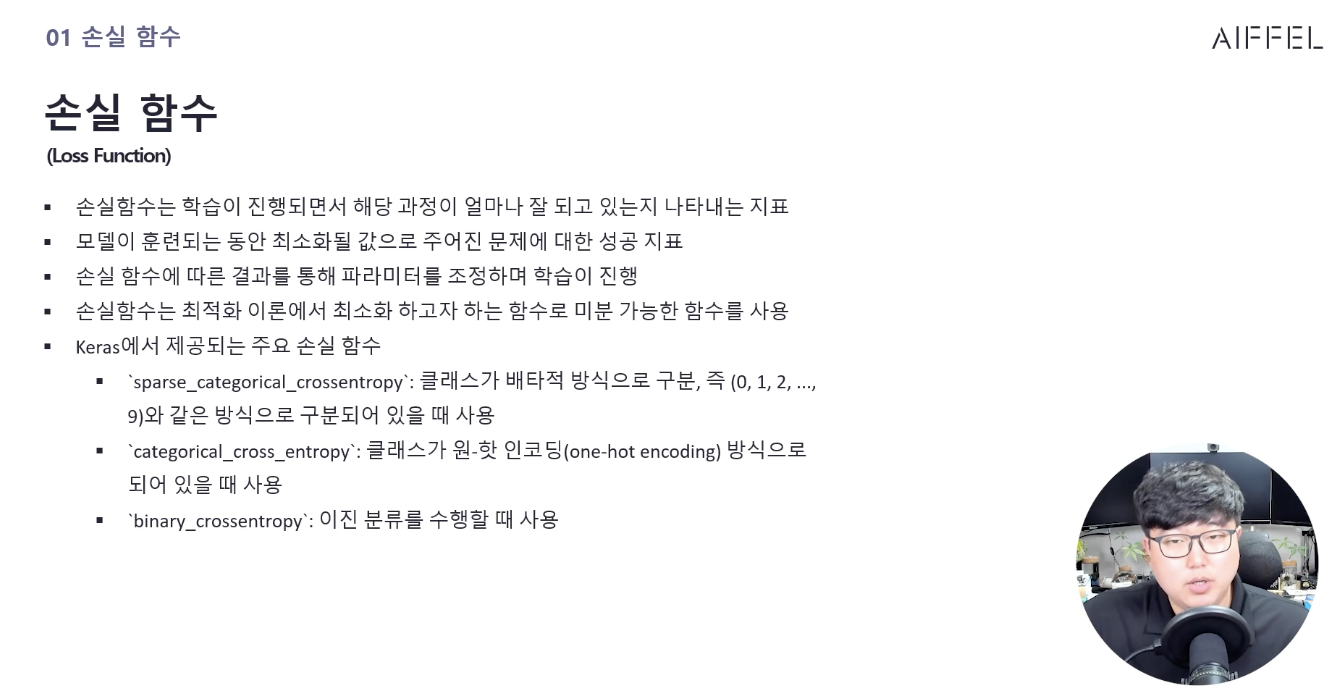 01 손실 함수
AIFFEL
손실 함수
(Loss Function)
▪ 손실함수는 학습이 진행되면서 해당 과정이 얼마나 잘 되고 있는지 나타내는 지표
▪ 모델이 훈련되는 동안 최소화될 값으로 주어진 문제에 대한 성공 지표
▪ 손실 함수에 따른 결과를 통해 파라미터를 조정하며 학습이 진행
▪ 손실함수는 최적화 이론에서 최소화 하고자 하는 함수로 미분 가능한 함수를 사용
▪ Keras에서 제공되는 주요 손실 함수
▪ `sparse_categorical_crossentropy`: 클래스가 배타적 방식으로 구분, 즉 (0, 1, 2, ...,
9)와 같은 방식으로 구분되어 있을 때 사용
▪ `categorical_cross_entropy`: 클래스가 원-핫 인코딩(one-hot encoding) 방식으로
되어 있을 때 사용
▪ `binary_crossentropy`: 이진 분류를 수행할 때 사용